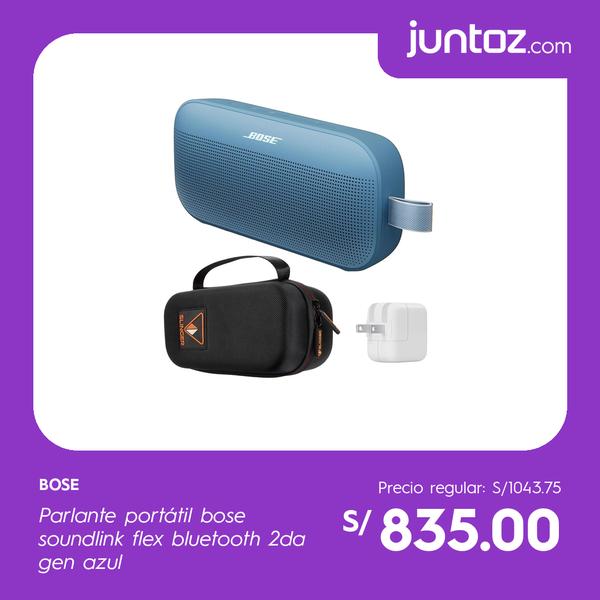 juntoz.com
BOSE
SLINGER
BOSE
Precio regular: S/1043.75
Parlante portátil bose
soundlink flex bluetooth 2da
gen azul
S/ 835.00